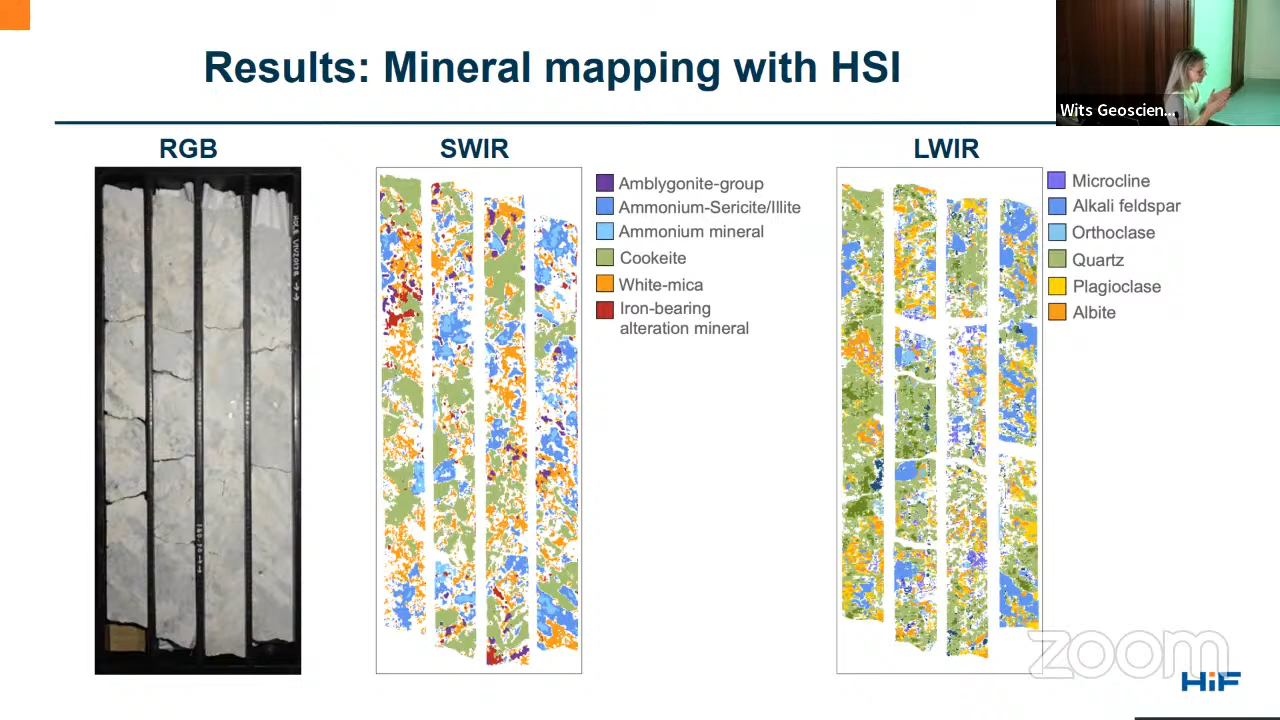 Results: Mineral mapping with HSI
Wits Geoscien...
RGB
SWIR
LWIR
Amblygonite-group
Ammonium-Sericite/Illite
Ammonium mineral
Cookeite
White-mica
Iron-bearing
alteration mineral
Microcline
Alkali feldspar
Orthoclase
Quartz
Plagioclase
Albite
zoom
HiF